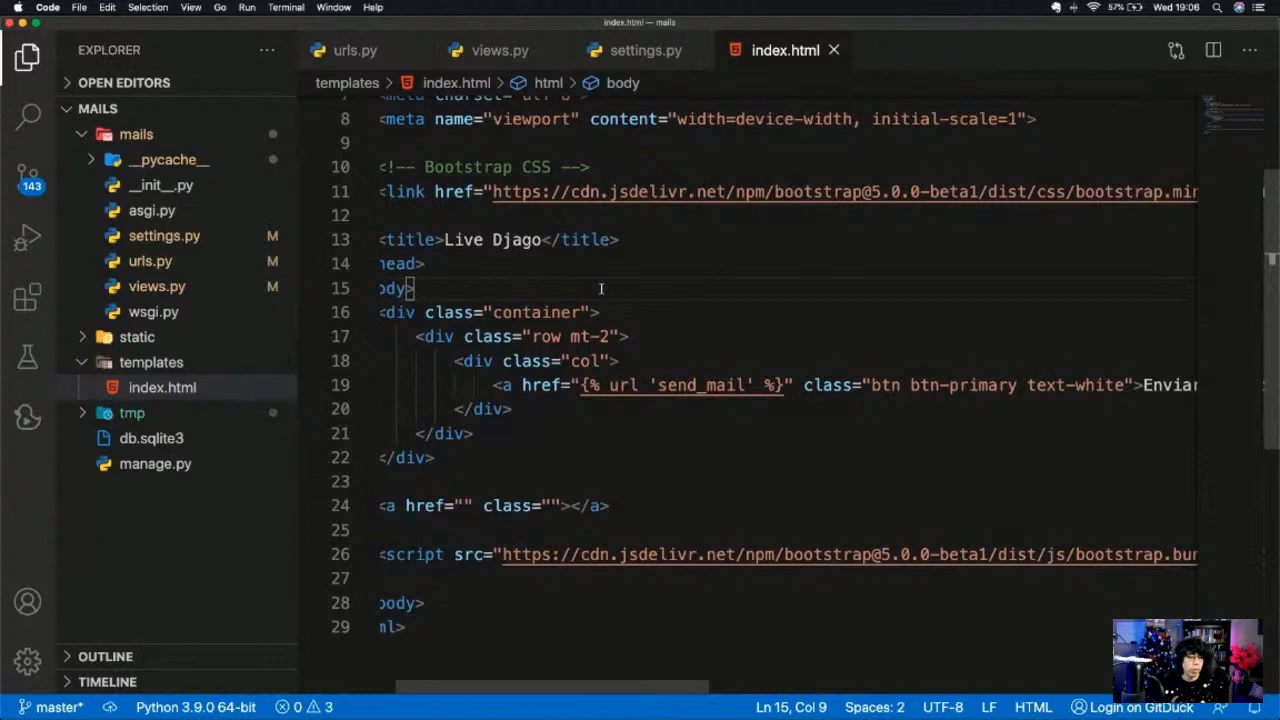 Code File Edit Selection View Go Run Terminal Window Help 57% Wed 19:06
index.html — mails
EXPLORER
urls.py views.py settings.py index.html
OPEN EDITORS
templates index.html html body
MAILS
mails
__pycache__
__init__.py
asgi.py
settings.py M
urls.py M
views.py M
wsgi.py
static
templates
index.html
tmp
db.sqlite3
manage.py
OUTLINE
TIMELINE
143
8 <meta name="viewport" content="width=device-width, initial-scale=1">
9
10 <!-- Bootstrap CSS -->
11 <link href="https://cdn.jsdelivr.net/npm/bootstrap@5.0.0-beta1/dist/css/bootstrap.min
12
13 <title>Live Djago</title>
14 head>
15 ody>
16 <div class="container">
17 <div class="row mt-2">
18 <div class="col">
19 <a href="{% url 'send_mail' %}" class="btn btn-primary text-white">Enviar
20 </div>
21 </div>
22 </div>
23
24 <a href="" class=""></a>
25
26 <script src="https://cdn.jsdelivr.net/npm/bootstrap@5.0.0-beta1/dist/js/bootstrap.bun
27
28 body>
29 ml>
master* Python 3.9.0 64-bit 0 3 Ln 15, Col 9 Spaces: 2 UTF-8 LF HTML Login on GitDuck